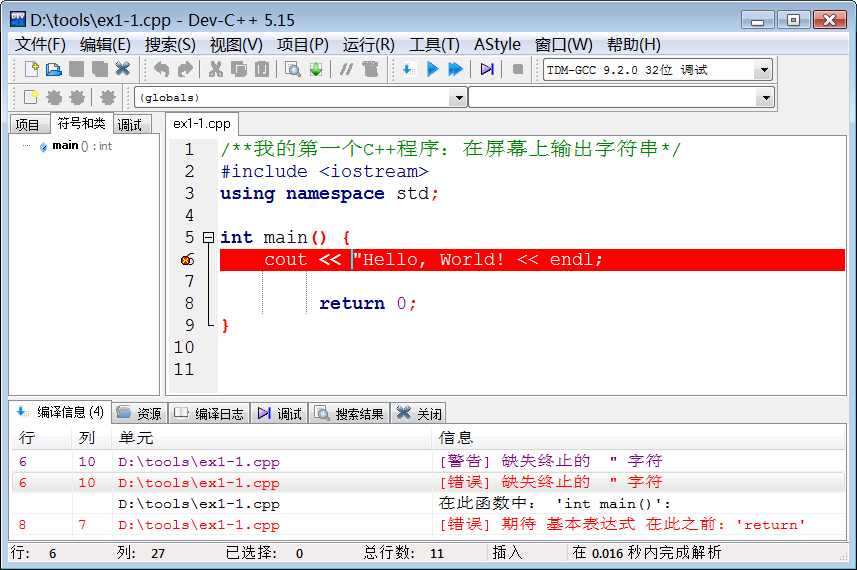 D:\tools\ex1-1.cpp - Dev-C++ 5.15
文件(F) 编辑(E) 搜索(S) 视图(V) 项目(P) 运行(R) 工具(T) AStyle 窗口(W) 帮助(H)
TDM-GCC 9.2.0 32位 调试
(globals)
项目 符号和类 调试
main () : int
ex1-1.cpp
1 /**我的第一个C++程序: 在屏幕上输出字符串*/
2 #include <iostream>
3 using namespace std;
4
5 int main() {
6 cout << "Hello, World! << endl;
7
8 return 0;
9 }
10
11
编译信息 (4) 资源 编译日志 调试 搜索结果 关闭
行 列 单元 信息
6 10 D:\tools\ex1-1.cpp [警告] 缺失终止的 " 字符
6 10 D:\tools\ex1-1.cpp [错误] 缺失终止的 " 字符
D:\tools\ex1-1.cpp 在此函数中: 'int main()':
8 7 D:\tools\ex1-1.cpp [错误] 期待 基本表达式 在此之前: 'return'
行: 6 列: 27 已选择: 0 总行数: 11 插入 在 0.016 秒内完成解析